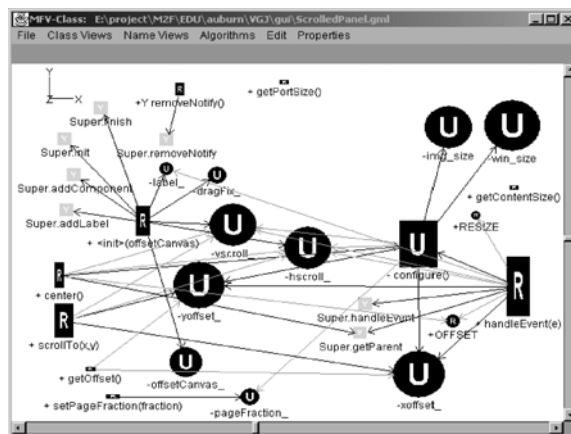 MFV-Class: E:\project\M2F\EDU\auburn\VGJ\gui\ScrolledPanel.gml
File Class Views Name Views Algorithms Edit Properties
Y
Z
X
R
+Y removeNotify()
+ getPortSize()
Y
Super.finish
Y
Super.init
Y
Super.removeNotify
U
-img_size
U
-win_size
Y
Super.addComponent
U
-label_
U
-dragFix_
+ getContentSize()
Y
Super.addLabel
R
+ <init>(offsetCanvas)
U
-vscroll_
U
-hscroll_
U
- configure()
R
+RESIZE
R
+ center()
U
-yoffset_
R
+ handleEvent(e)
Y
Super.handleEvent
R
+OFFSET
R
+ scrollTo(x,y)
Y
Super.getParent
+ getOffset()
U
-offsetCanvas_
U
-xoffset_
+ setPageFraction(fraction)
U
-pageFraction_